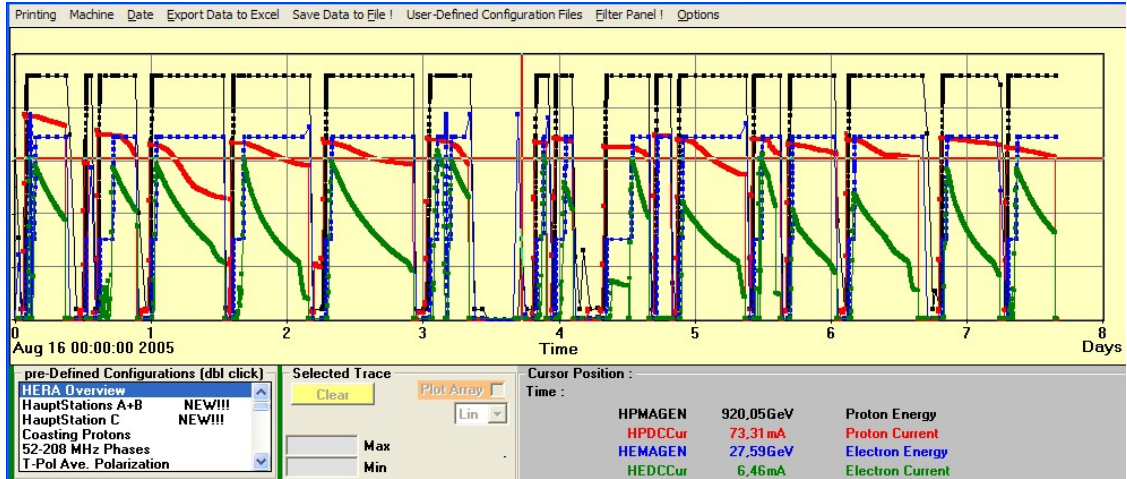 Printing Machine Date Export Data to Excel Save Data to File ! User-Defined Configuration Files Filter Panel ! Options
0 1 2 3 4 5 6 7 8
Aug 16 00:00:00 2005 Time Days
pre-Defined Configurations (dbl click)
HERA Overview
HauptStations A+B NEW!!!
HauptStation C NEW!!!
Coasting Protons
52-208 MHz Phases
T-Pol Ave. Polarization
Selected Trace
Clear
Plot Array
Lin
Max
Min
Cursor Position :
Time :
HPMAGEN 920,05GeV Proton Energy
HPDCCur 73,31mA Proton Current
HEMAGEN 27,59GeV Electron Energy
HEDCCur 6,46mA Electron Current